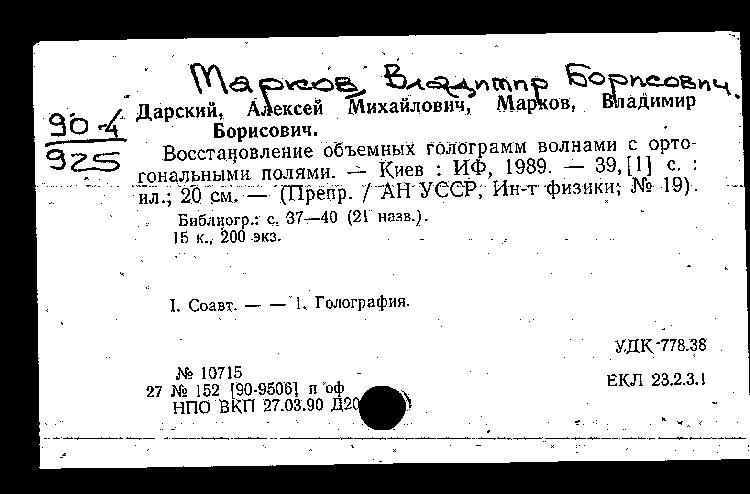 Марков, Владимир Борисович.
90-4
925
Дарский, Алексей Михайлович, Марков, Владимир
Борисович.
Восстановление объемных голограмм волнами с орто-
гональными полями. — Киев : ИФ, 1989. — 39, [1] с. :
ил.; 20 см. — (Препр. / АН УССР, Ин-т физики; № 19).
Библиогр.: с. 37—40 (21 назв.).
15 к., 200 экз.
I. Соавт. — — 1. Голография.
УДК 778.38
№ 10715
27 № 152 [90-9506] п оф
ЕКЛ 23.2.3.1
НПО ВКП 27.03.90 Д20